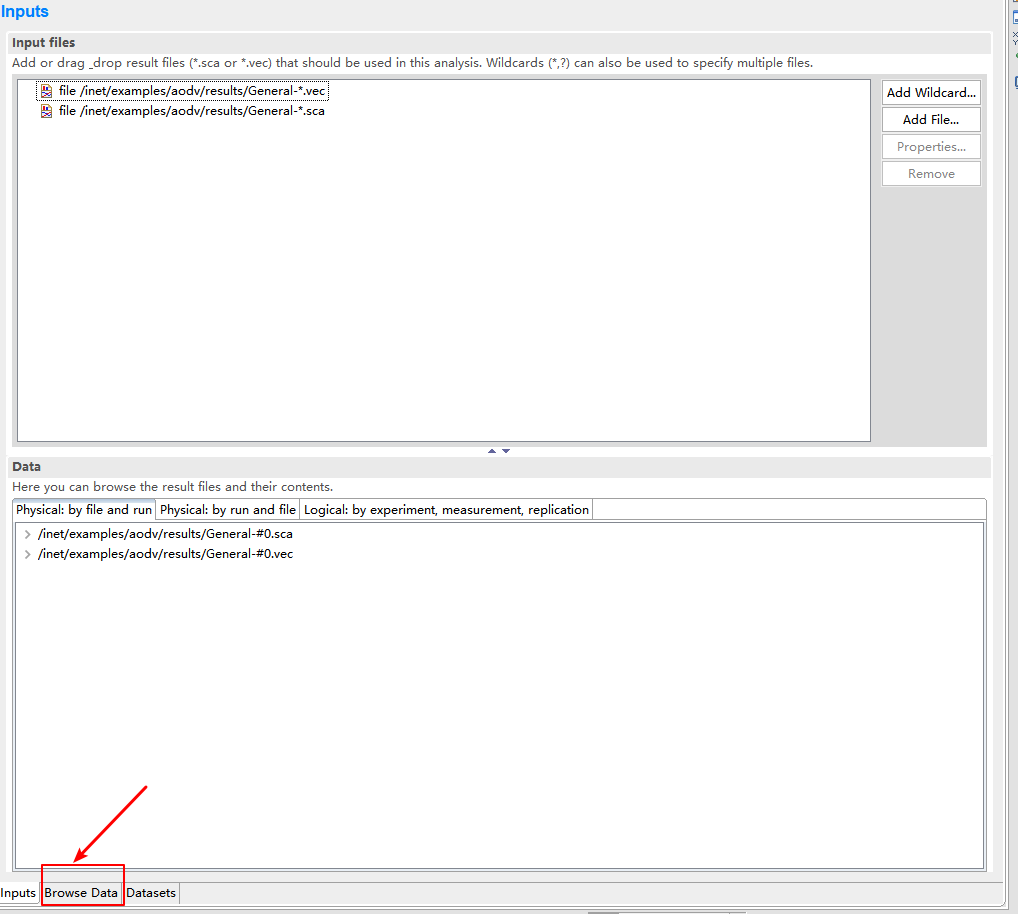 Inputs
Input files
Add or drag _drop result files (*.sca or *.vec) that should be used in this analysis. Wildcards (*,?) can also be used to specify multiple files.
file /inet/examples/aodv/results/General-*.vec
file /inet/examples/aodv/results/General-*.sca
Add Wildcard...
Add File...
Properties...
Remove
Data
Here you can browse the result files and their contents.
Physical: by file and run Physical: by run and file Logical: by experiment, measurement, replication
/inet/examples/aodv/results/General-#0.sca
/inet/examples/aodv/results/General-#0.vec
Inputs Browse Data Datasets